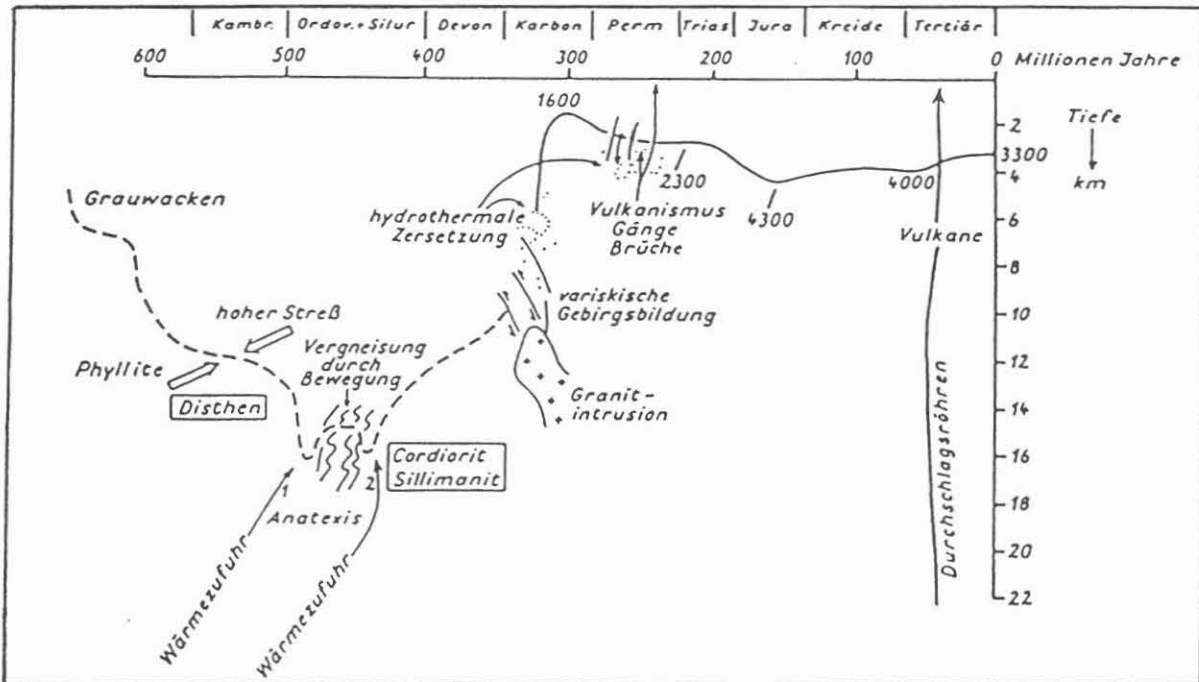 Kambr. Ordov.+Silur Devon Karbon Perm Trias Jura Kreide Tertiär
600 500 400 300 200 100 0 Millionen Jahre
1600
2
Tiefe
3300
4
km
2300
4000
4300
Grauwacken
hydrothermale
Zersetzung
Vulkanismus
Gänge
Brüche
6
Vulkane
8
variskische
Gebirgsbildung
10
hoher Streß
Vergneisung
durch
Bewegung
12
Phyllite
Disthen
Granit-
intrusion
14
Cordiorit
Sillimanit
16
1 2
Anatexis
18
Wärmezufuhr
Wärmezufuhr
Durchschlagsröhren
20
22